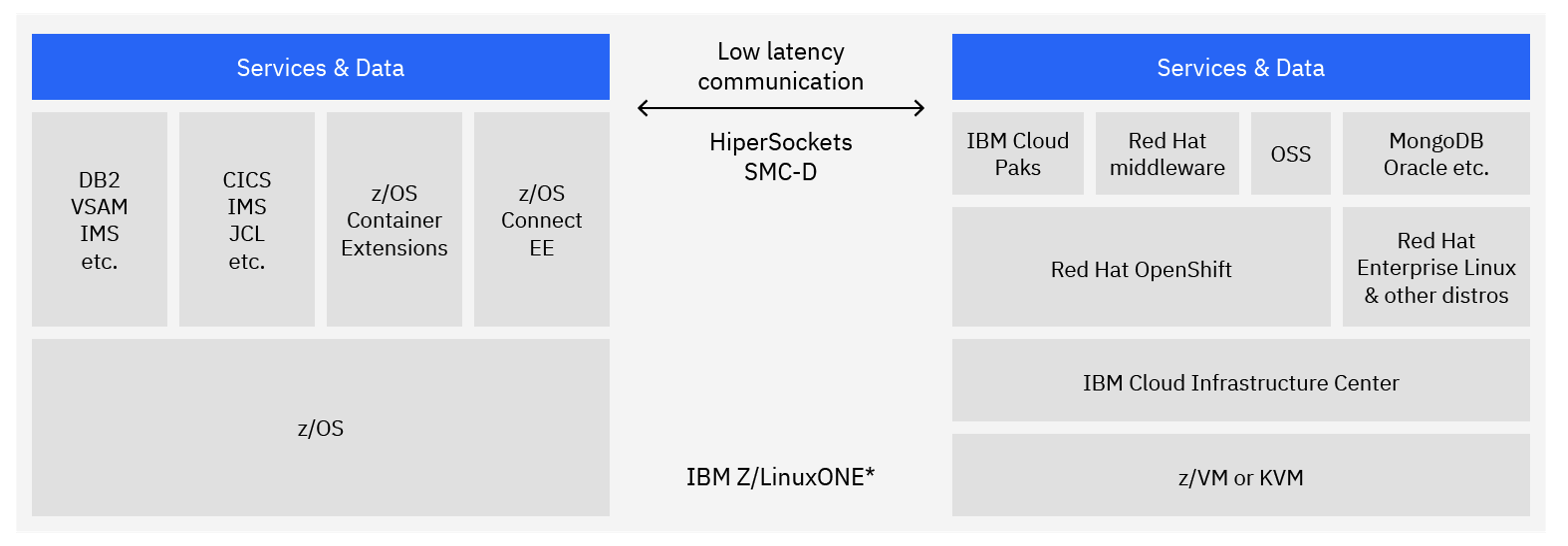 Services & Data
DB2
VSAM
IMS
etc.
CICS
IMS
JCL
etc.
z/OS
Container
Extensions
z/OS
Connect
EE
z/OS
Low latency
communication
HiperSockets
SMC-D
IBM Z/LinuxONE*
Services & Data
IBM Cloud
Paks
Red Hat
middleware
OSS
MongoDB
Oracle etc.
Red Hat OpenShift
Red Hat
Enterprise Linux
& other distros
IBM Cloud Infrastructure Center
z/VM or KVM